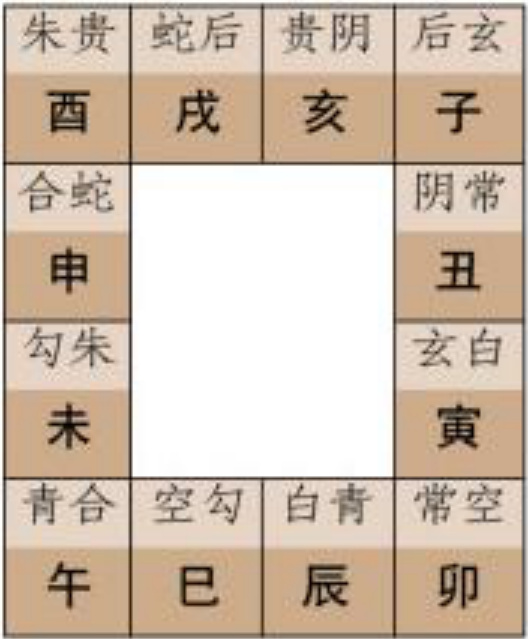 朱贵 蛇后 贵阴 后玄
酉 戌 亥 子
合蛇 阴常
申 丑
勾朱 玄白
未 寅
青合 空勾 白青 常空
午 巳 辰 卯